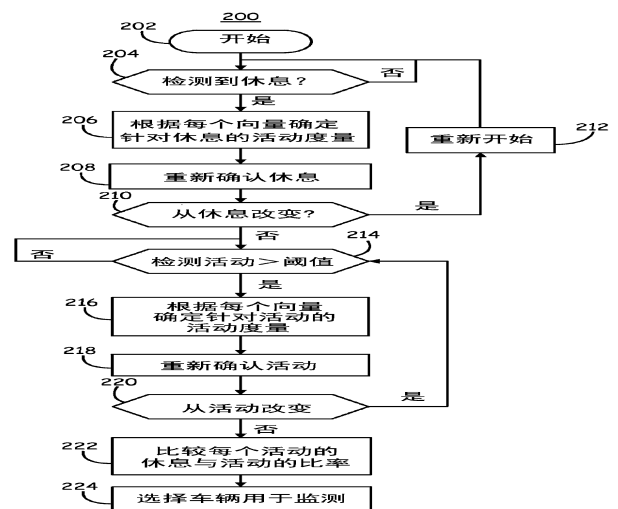 200
202
开始
204
检测到休息?
否
是
206
根据每个向量确定
针对休息的活动度量
重新开始
212
208
重新确认休息
210
从休息改变?
是
否
214
否
检测活动>阈值
是
216
根据每个向量
确定针对活动的
活动度量
218
重新确认活动
220
从活动改变
是
否
222
比较每个活动的
休息与活动的比率
224
选择车辆用于监测